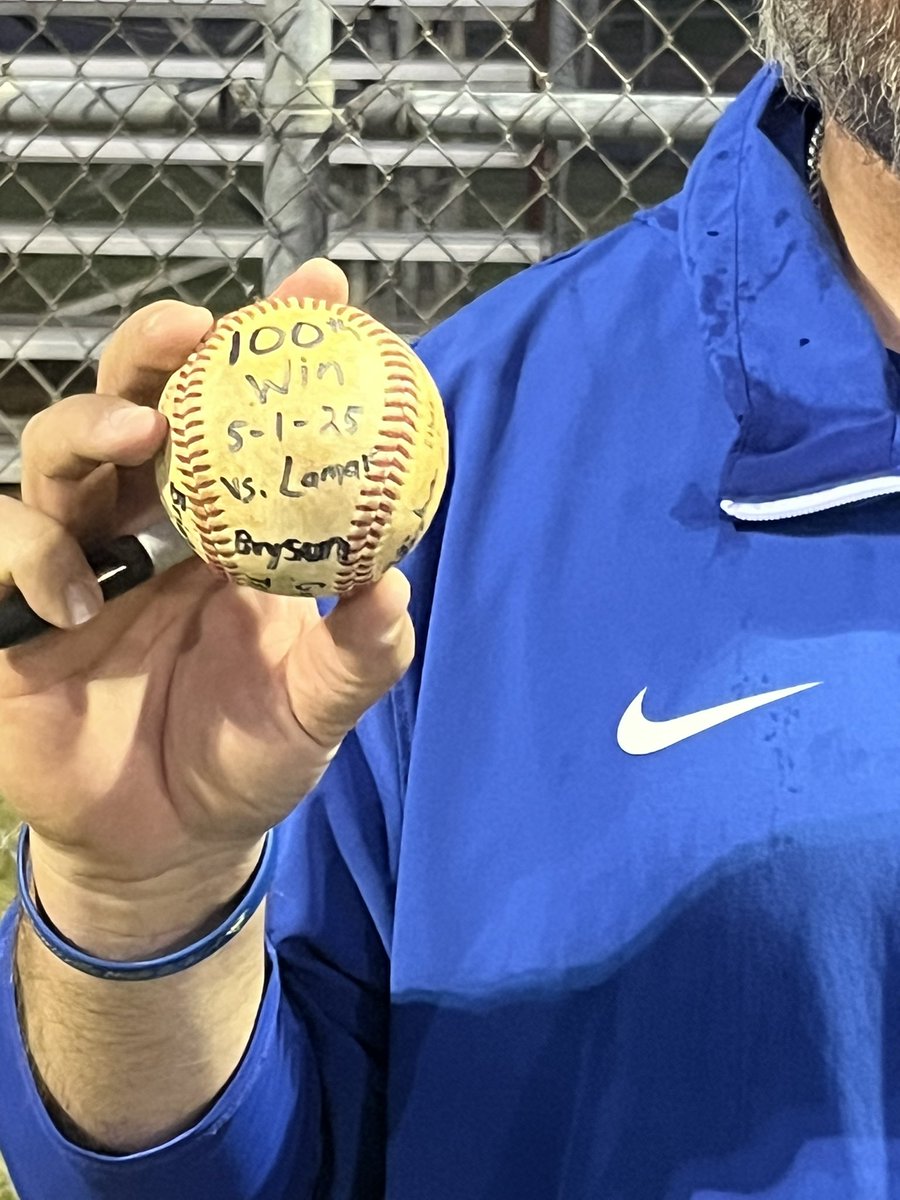 100th
Win
5-1-25
vs. Lamar
Bryson